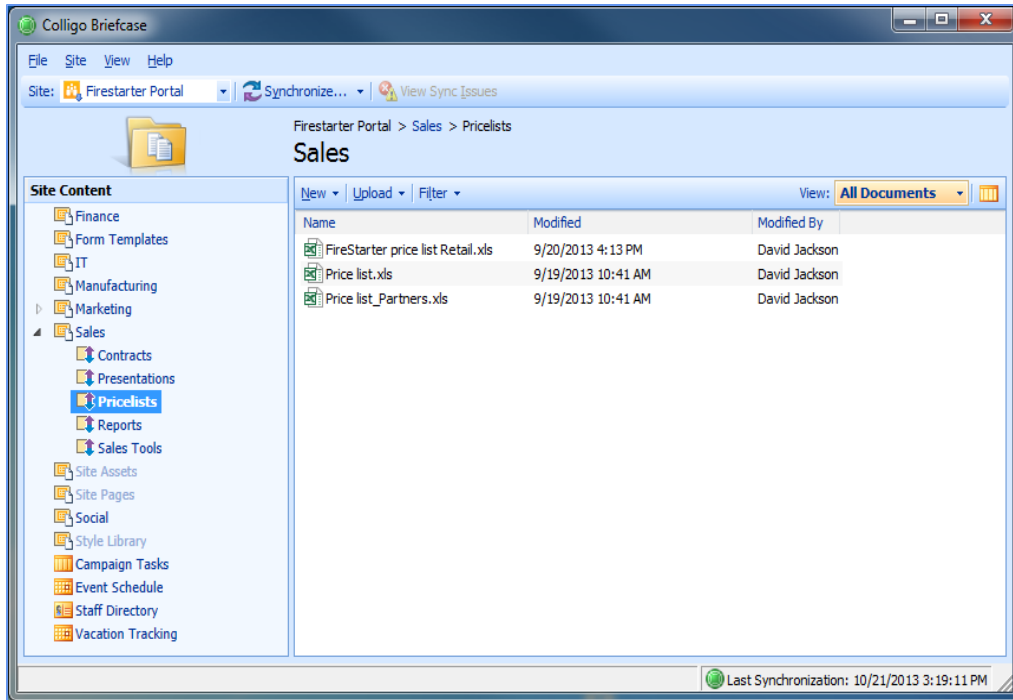 Colligo Briefcase
File Site View Help
Site: Firestarter Portal Synchronize... View Sync Issues
Firestarter Portal > Sales > Pricelists
Sales
Site Content
Finance
Form Templates
IT
Manufacturing
Marketing
Sales
Contracts
Presentations
Pricelists
Reports
Sales Tools
Site Assets
Site Pages
Social
Style Library
Campaign Tasks
Event Schedule
Staff Directory
Vacation Tracking
New Upload Filter View: All Documents
Name Modified Modified By
FireStarter price list Retail.xls 9/20/2013 4:13 PM David Jackson
Price list.xls 9/19/2013 10:41 AM David Jackson
Price list_Partners.xls 9/19/2013 10:41 AM David Jackson
Last Synchronization: 10/21/2013 3:19:11 PM